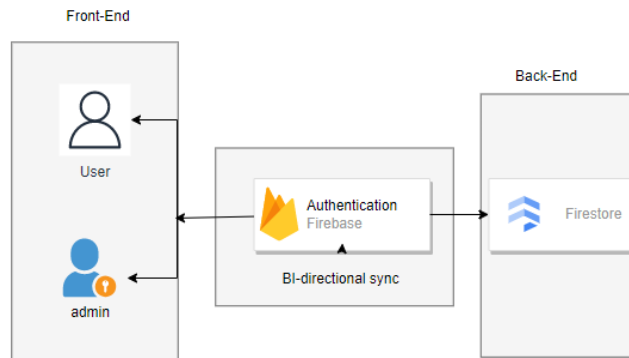 Front-End
Back-End
User
Authentication
Firebase
Firestore
BI-directional sync
admin